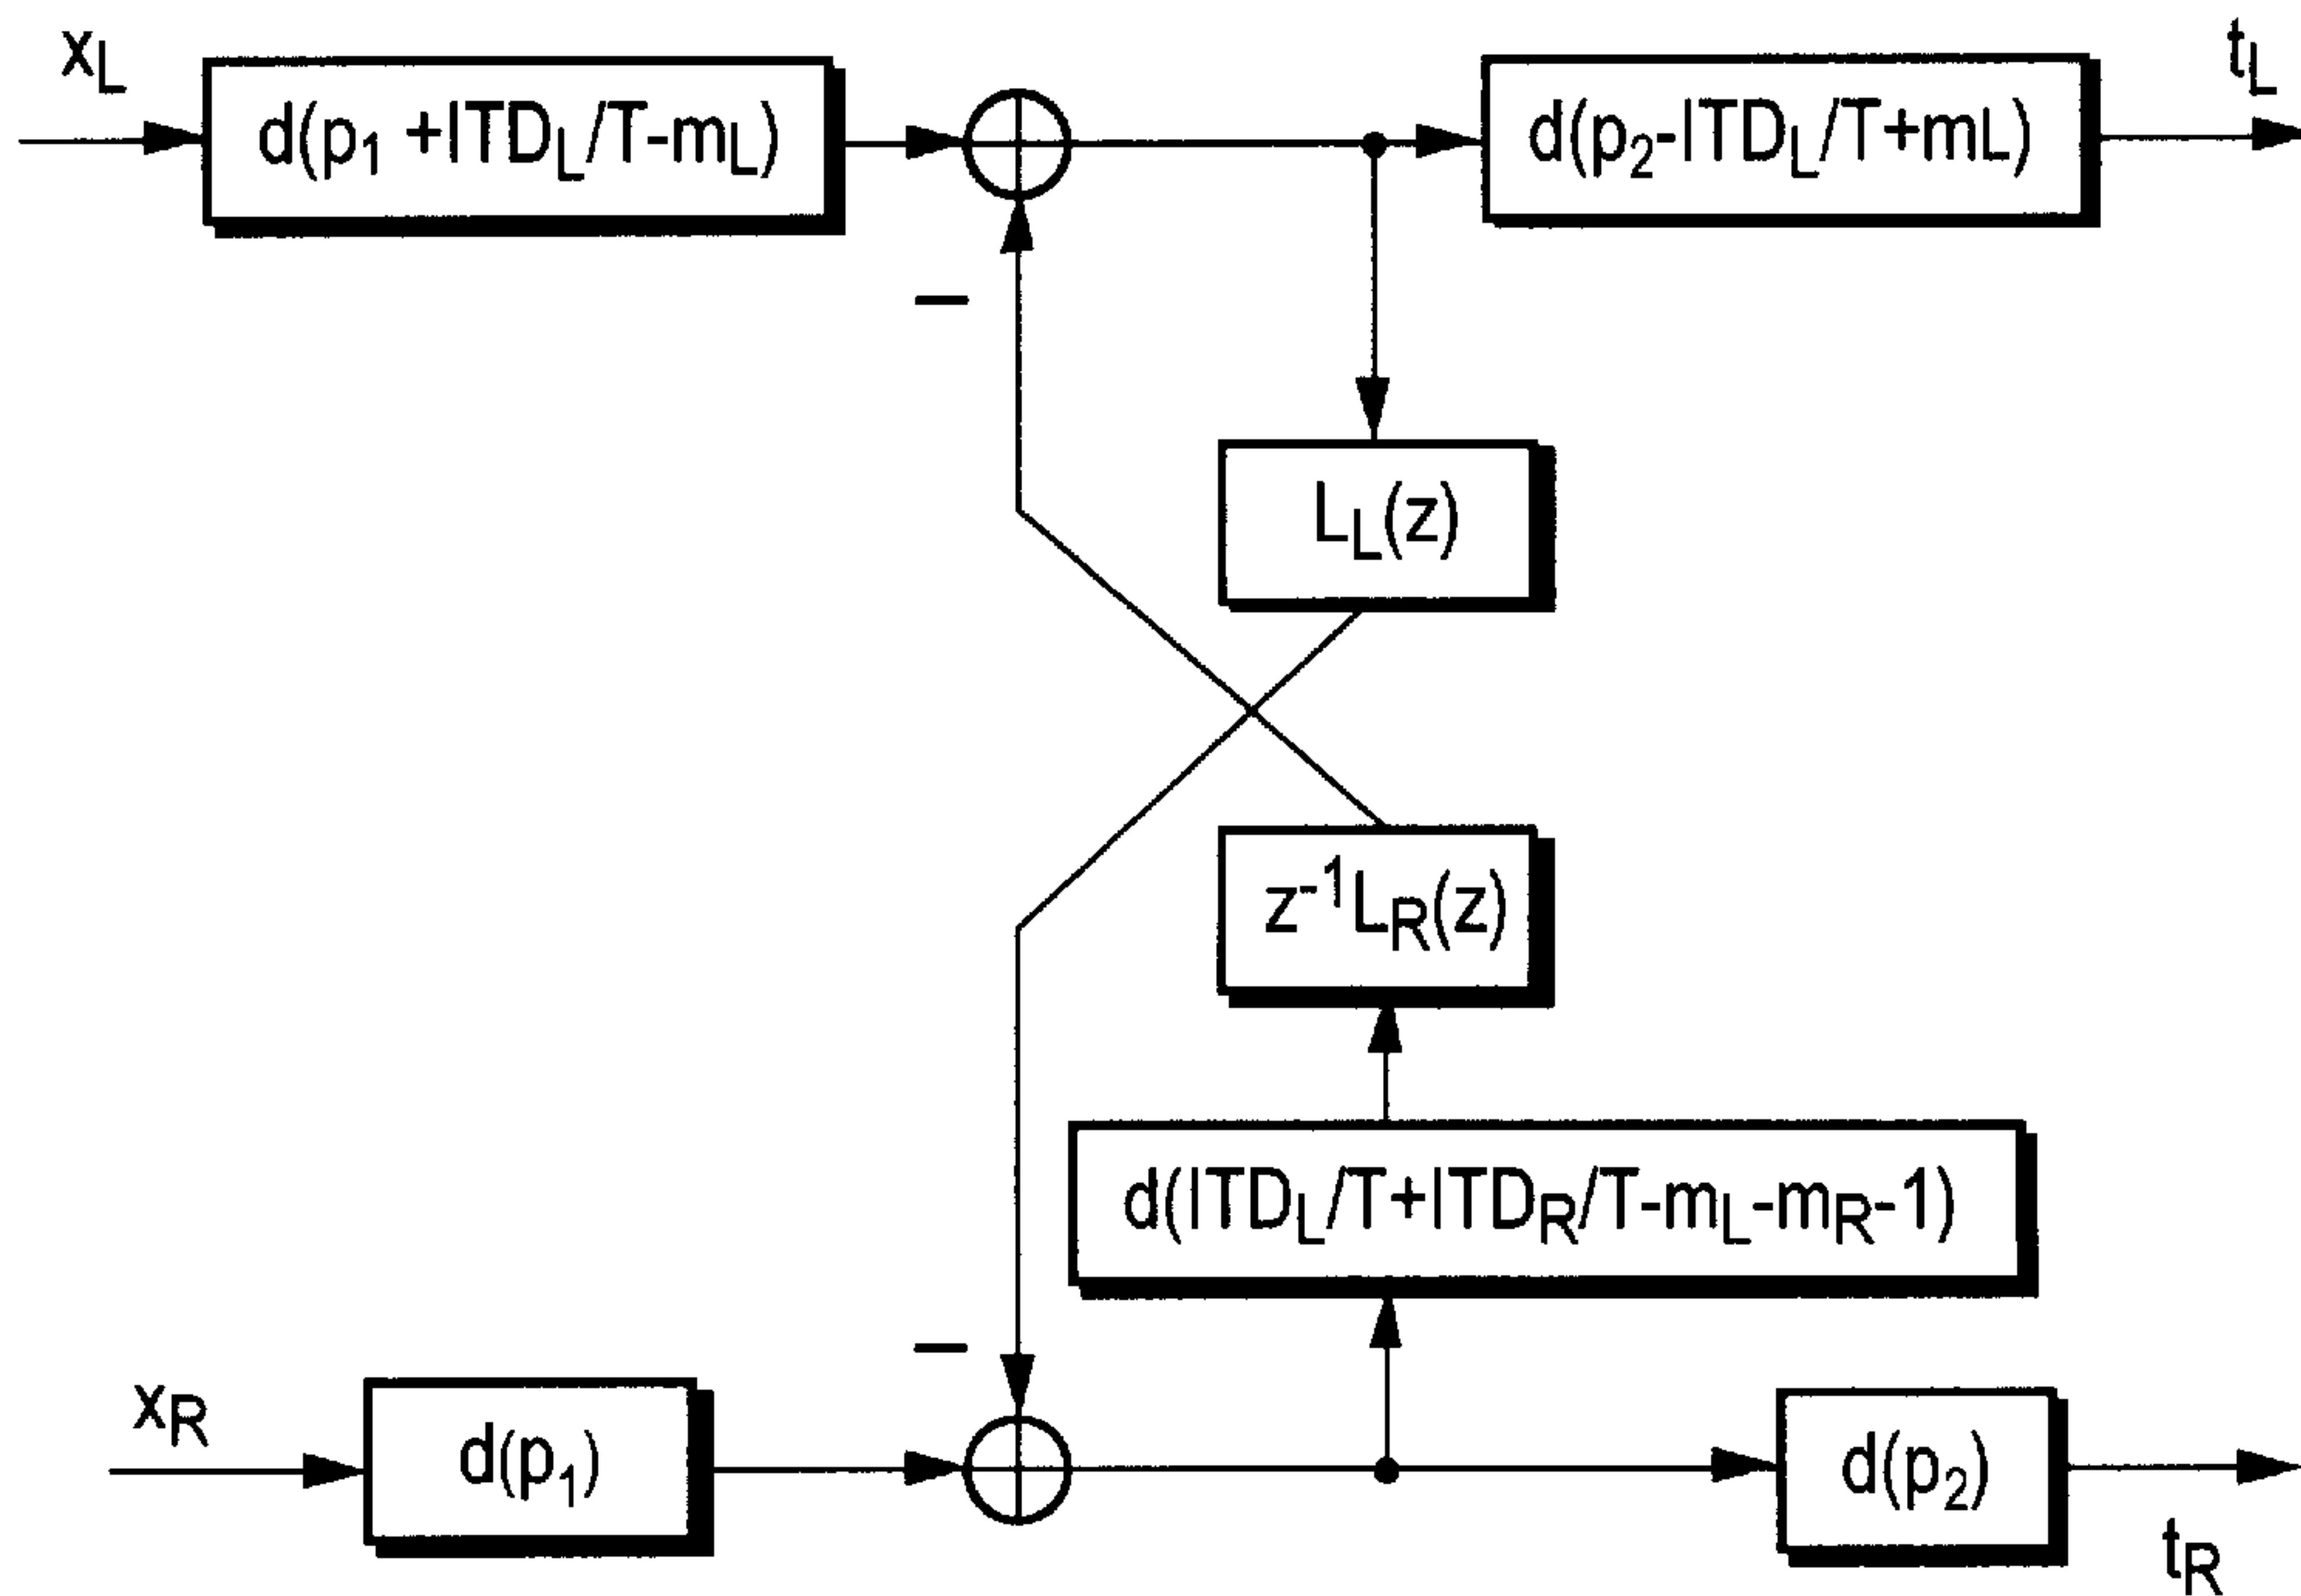 x_L
d(p_1 +ITD_L/T-m_L)
d(p_2-ITD_L/T+mL)
t_L
−
L_L(z)
z^-1L_R(z)
d(ITD_L/T+ITD_R/T-m_L-m_R-1)
−
x_R
d(p_1)
d(p_2)
t_R